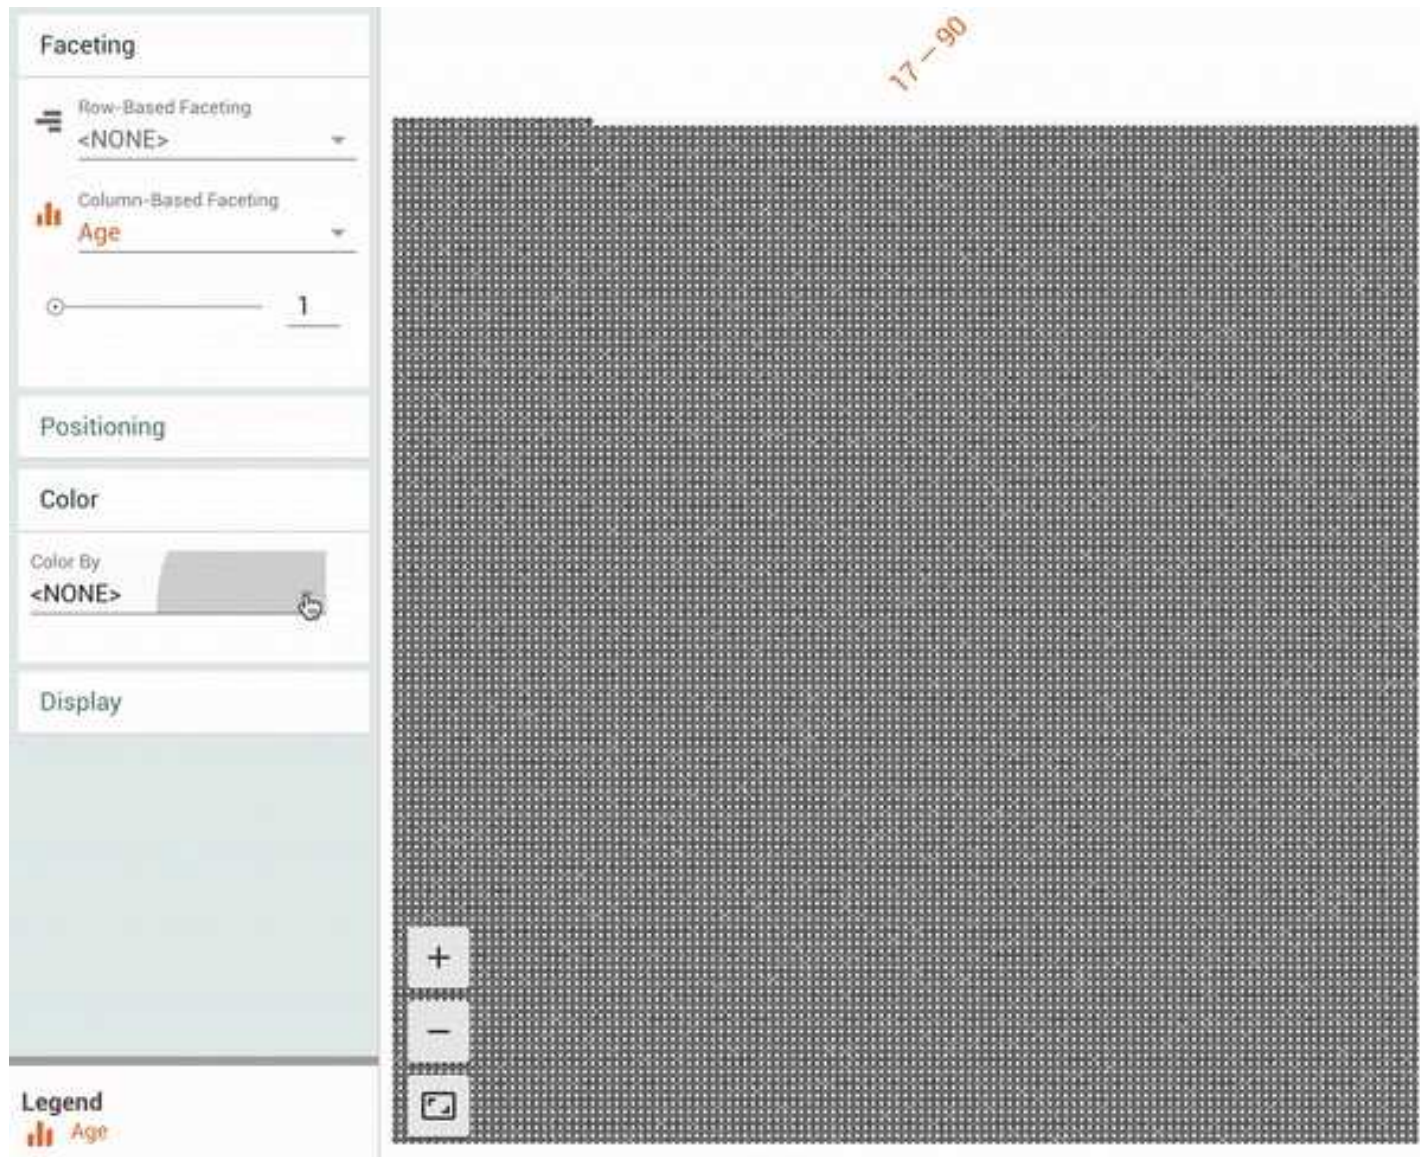 Faceting
Row-Based Faceting
<NONE>
Column-Based Faceting
Age
1
Positioning
Color
Color By
<NONE>
Display
Legend
Age
17 – 90
+
−